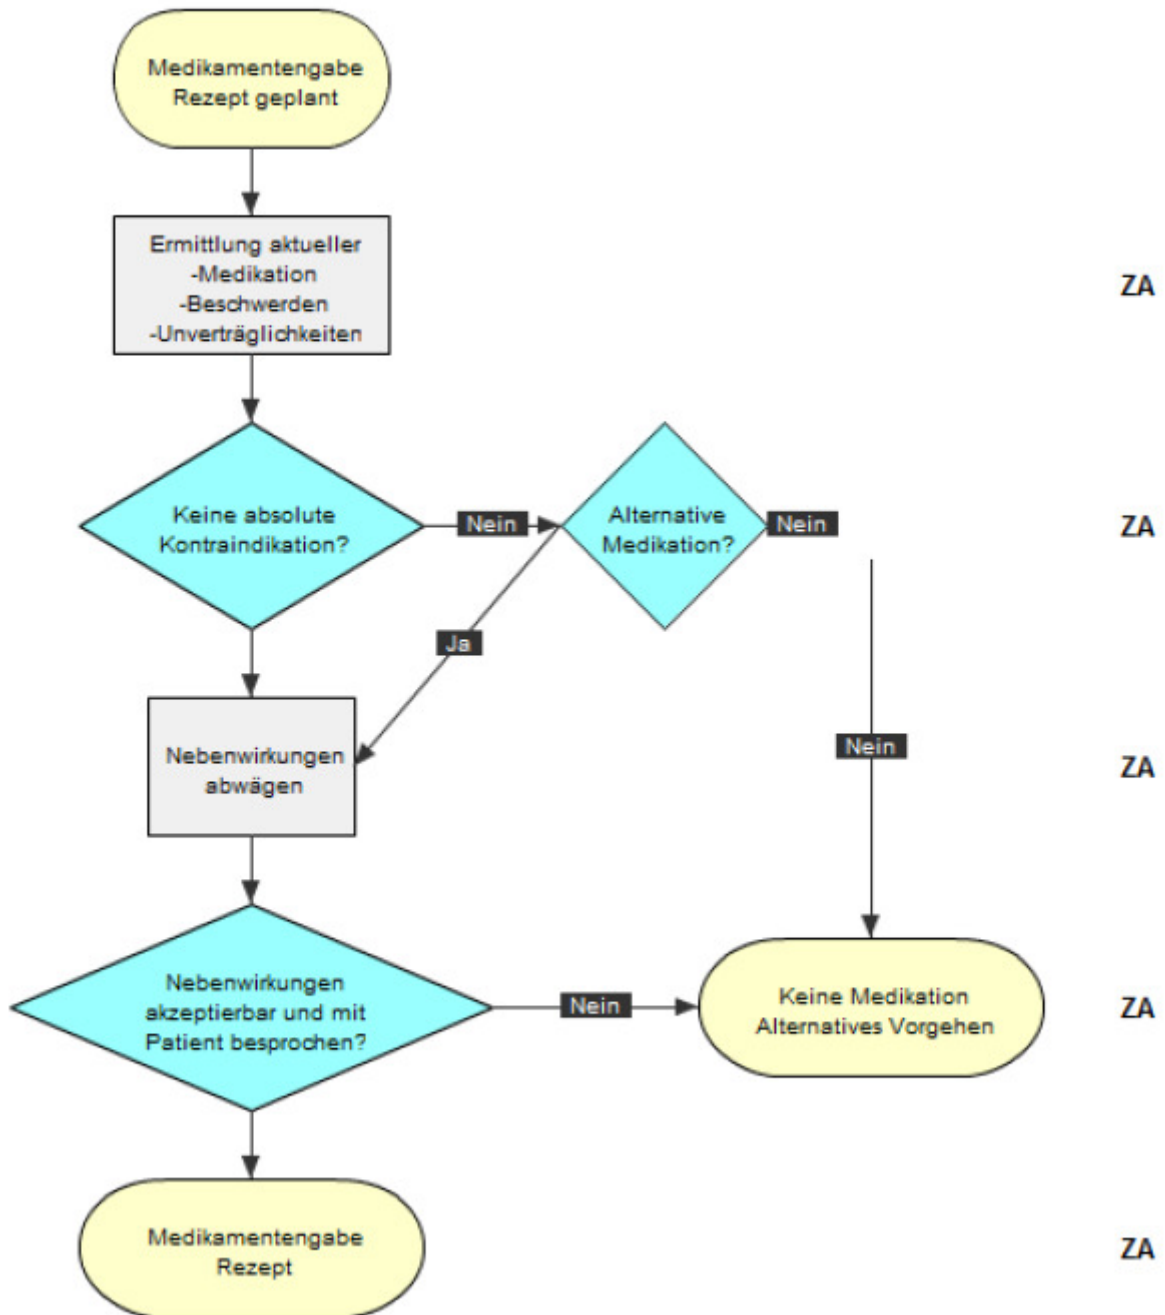 Medikamentengabe
Rezept geplant
Ermittlung aktueller
-Medikation
-Beschwerden
-Unverträglichkeiten
ZA
Keine absolute
Kontraindikation?
Nein
Alternative
Medikation?
Nein
ZA
Ja
Nebenwirkungen
abwägen
Nein
ZA
Nebenwirkungen
akzeptierbar und mit
Patient besprochen?
Nein
Keine Medikation
Alternatives Vorgehen
ZA
Medikamentengabe
Rezept
ZA